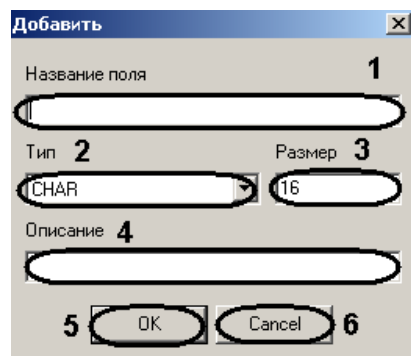 Добавить
Название поля 1
Тип 2 Размер 3
CHAR 16
Описание 4
5 OK Cancel 6